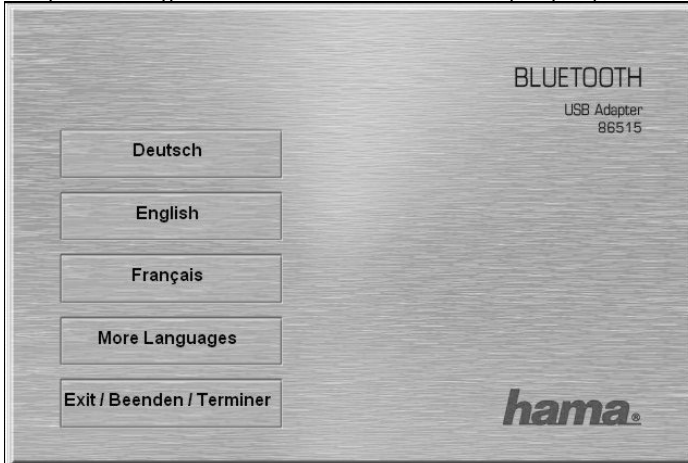 BLUETOOTH
USB Adapter
86515
Deutsch
English
Français
More Languages
Exit / Beenden / Terminer
hama®